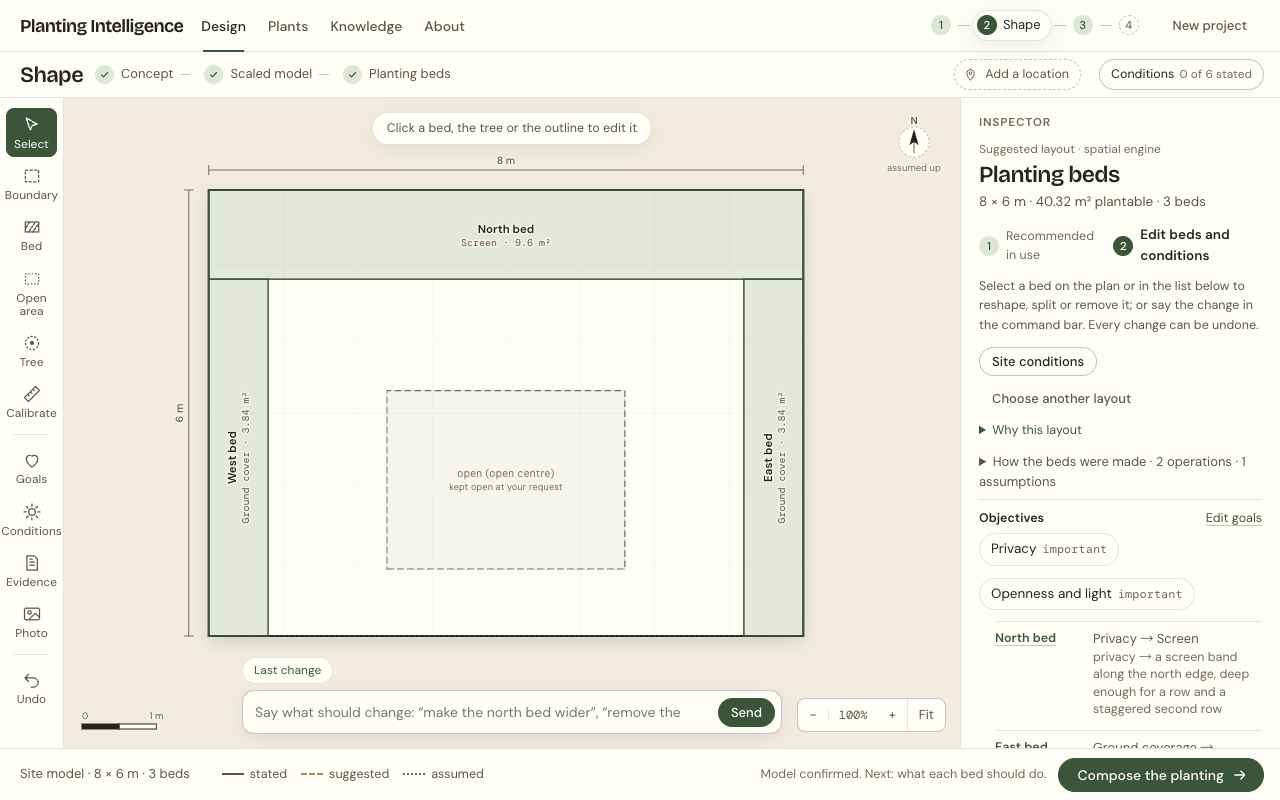 Planting Intelligence
Design
Plants
Knowledge
About
1
2 Shape
3
4
New project
Shape
Concept
Scaled model
Planting beds
Add a location
Conditions 0 of 6 stated
Select
Boundary
Bed
Open
area
Tree
Calibrate
Goals
Conditions
Evidence
Photo
Undo
Click a bed, the tree or the outline to edit it
N
assumed up
8 m
6 m
North bed
Screen · 9.6 m²
West bed
Ground cover · 3.84 m²
East bed
Ground cover · 3.84 m²
open (open centre)
kept open at your request
Last change
Say what should change: “make the north bed wider”, “remove the
Send
0 1 m
− 100% + Fit
INSPECTOR
Suggested layout · spatial engine
Planting beds
8 × 6 m · 40.32 m² plantable · 3 beds
1 Recommended
in use
2 Edit beds and
conditions
Select a bed on the plan or in the list below to
reshape, split or remove it; or say the change in
the command bar. Every change can be undone.
Site conditions
Choose another layout
Why this layout
How the beds were made · 2 operations · 1
assumptions
Objectives
Edit goals
Privacy important
Openness and light important
North bed
Privacy → Screen
privacy → a screen band
along the north edge, deep
enough for a row and a
staggered second row
East bed
Ground coverage →
Site model · 8 × 6 m · 3 beds
stated
suggested
assumed
Model confirmed. Next: what each bed should do.
Compose the planting →